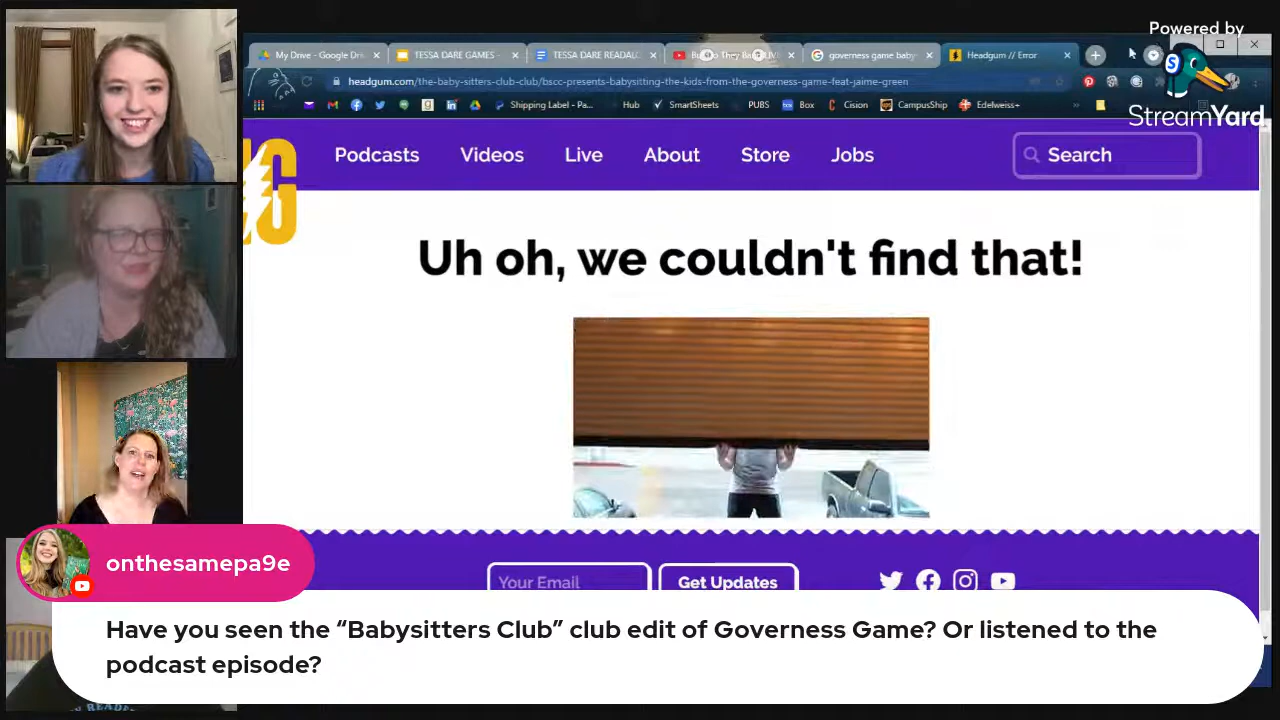 Powered by
StreamYard
My Drive - Google Dri
TESSA DARE GAMES -
TESSA DARE READALO
governess game baby
Headgum // Error
headgum.com/the-baby-sitters-club-club/bscc-presents-babysitting-the-kids-from-the-governess-game-feat-jaime-green
Shipping Label - Pa...
Hub
SmartSheets
PUBS
box
Box
Cision
CampusShip
Edelweiss+
Podcasts
Videos
Live
About
Store
Jobs
Search
Uh oh, we couldn't find that!
Your Email
Get Updates
onthesamepa9e
Have you seen the “Babysitters Club” club edit of Governess Game? Or listened to the
podcast episode?